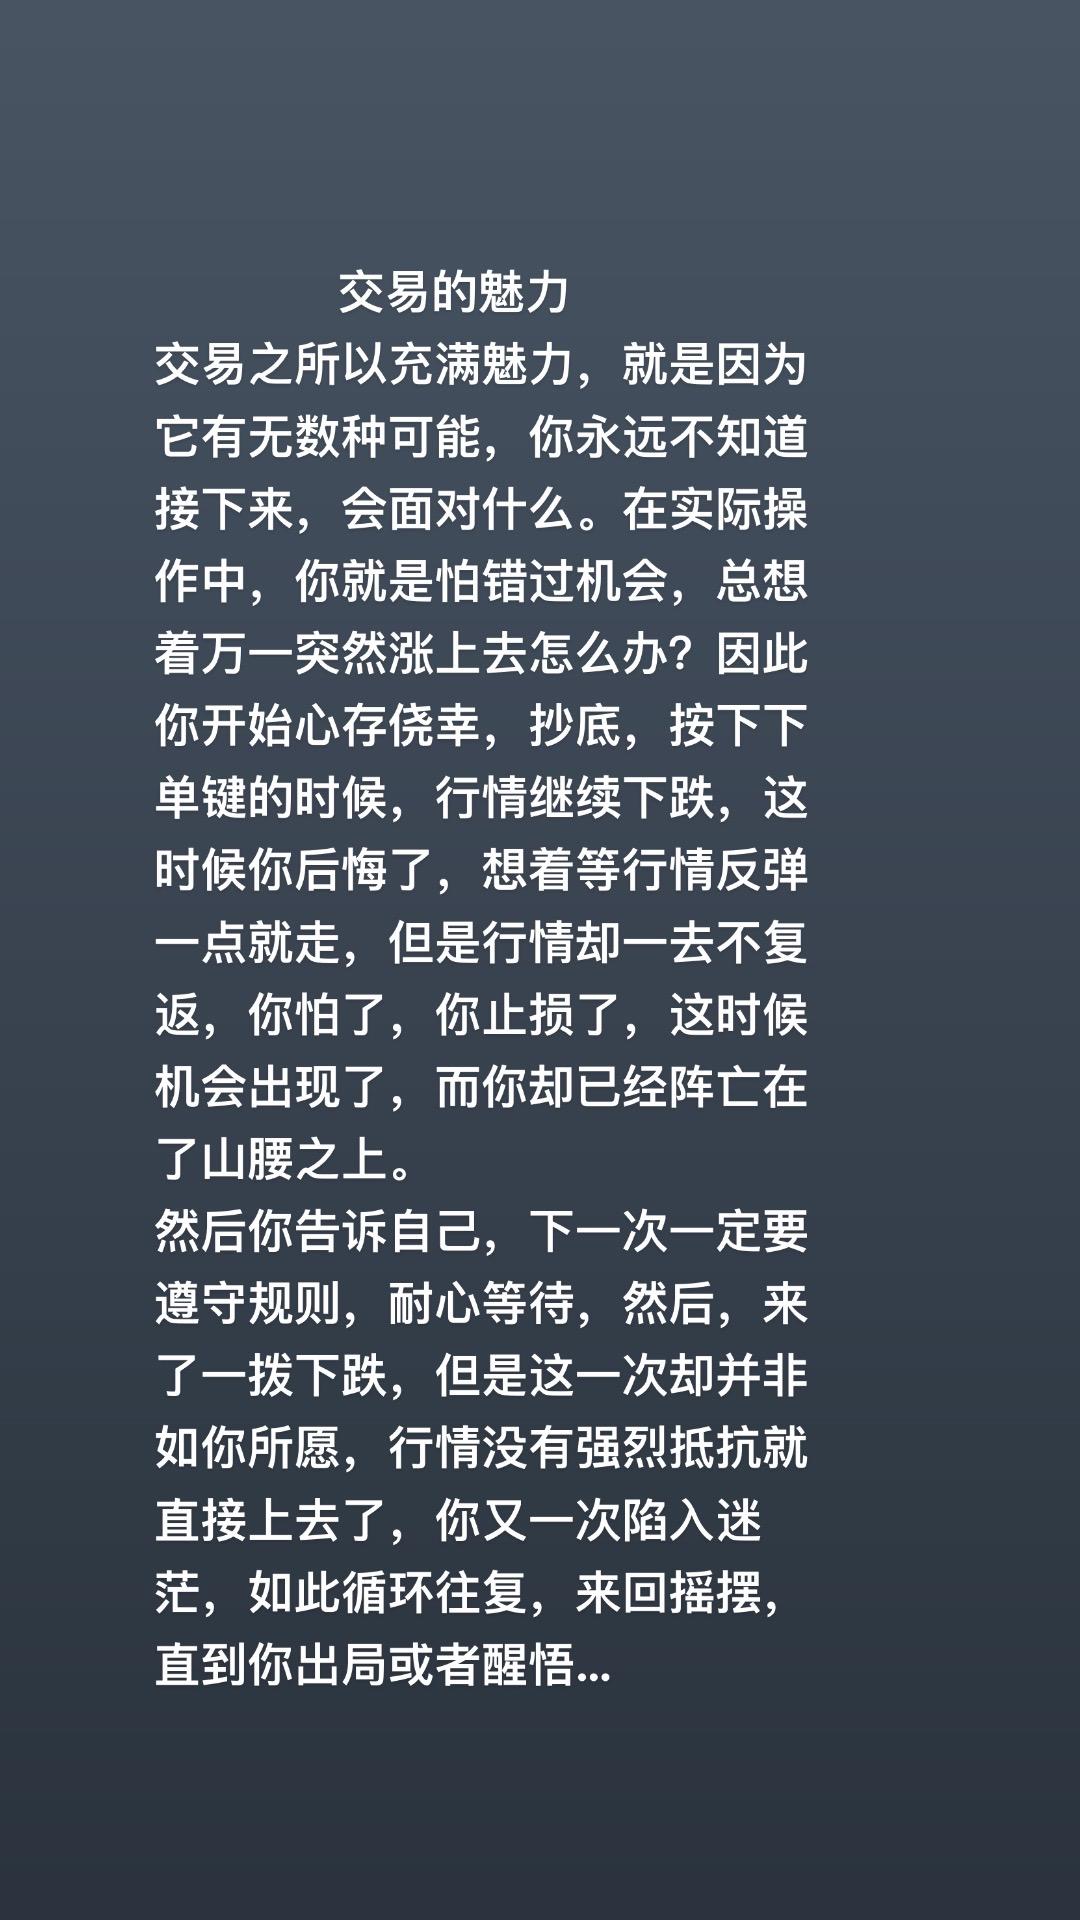 交易的魅力
交易之所以充满魅力，就是因为
它有无数种可能，你永远不知道
接下来，会面对什么。在实际操
作中，你就是怕错过机会，总想
着万一突然涨上去怎么办？因此
你开始心存侥幸，抄底，按下下
单键的时候，行情继续下跌，这
时候你后悔了，想着等行情反弹
一点就走，但是行情却一去不复
返，你怕了，你止损了，这时候
机会出现了，而你却已经阵亡在
了山腰之上。
然后你告诉自己，下一次一定要
遵守规则，耐心等待，然后，来
了一拨下跌，但是这一次却并非
如你所愿，行情没有强烈抵抗就
直接上去了，你又一次陷入迷
茫，如此循环往复，来回摇摆，
直到你出局或者醒悟...